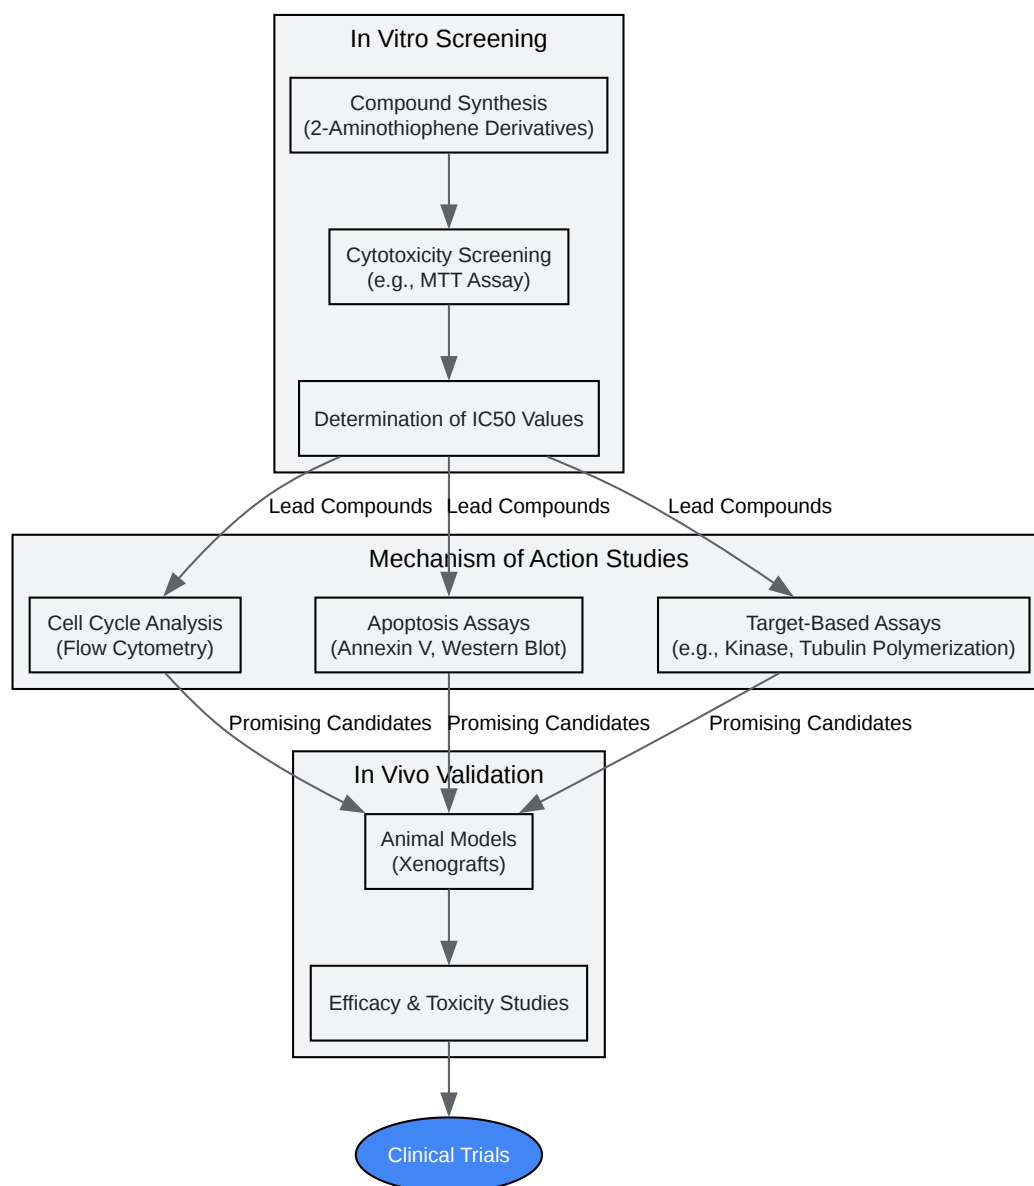 In Vitro Screening
Compound Synthesis
(2-Aminothiophene Derivatives)
Cytotoxicity Screening
(e.g., MTT Assay)
Determination of IC50 Values
Lead Compounds
Lead Compounds
Lead Compounds
Mechanism of Action Studies
Cell Cycle Analysis
(Flow Cytometry)
Apoptosis Assays
(Annexin V, Western Blot)
Target-Based Assays
(e.g., Kinase, Tubulin Polymerization)
Promising Candidates
Promising Candidates
Promising Candidates
In Vivo Validation
Animal Models
(Xenografts)
Efficacy & Toxicity Studies
Clinical Trials